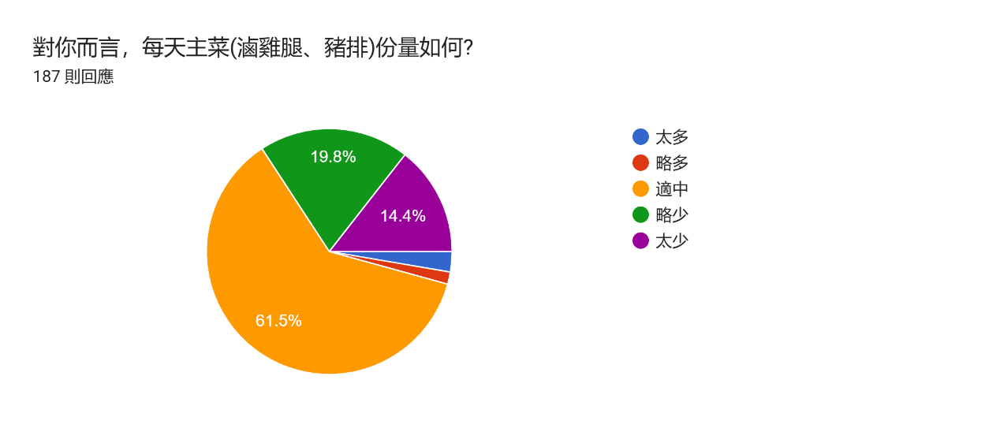 對你而言，每天主菜(滷雞腿、豬排)份量如何?
187 則回應
太多
略多
適中
略少
太少
19.8%
14.4%
61.5%